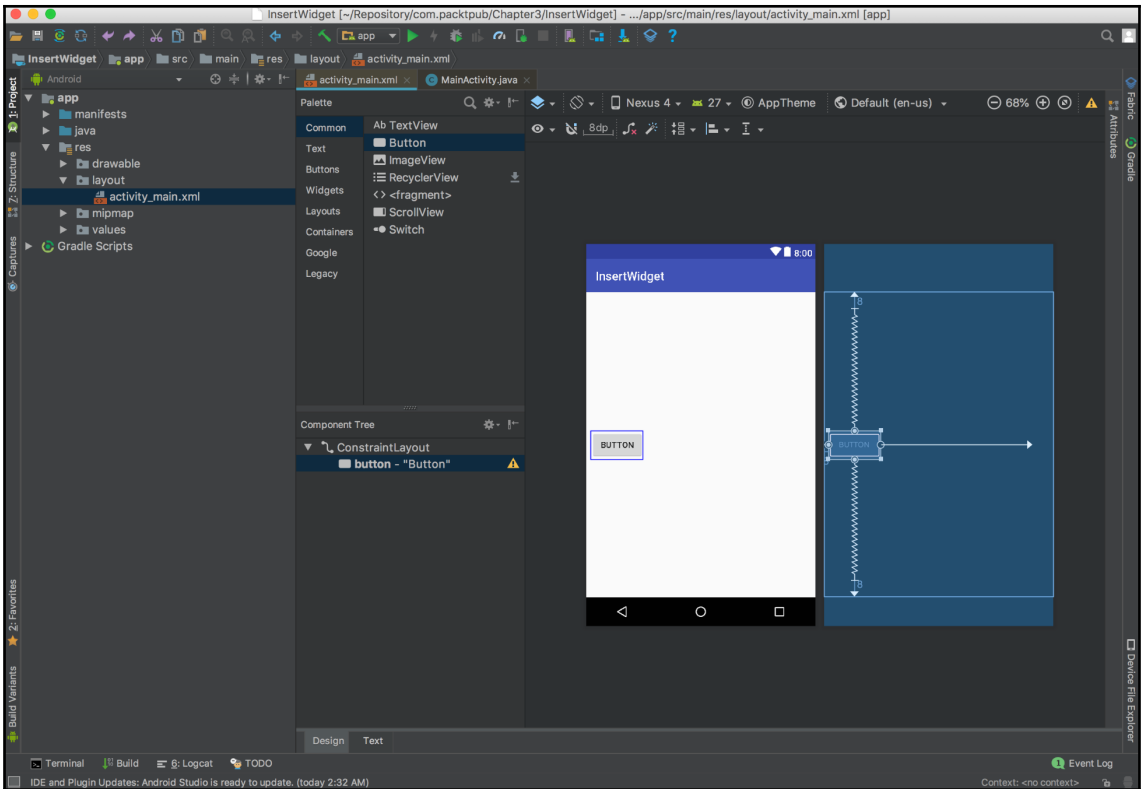 InsertWidget [~/Repository/com.packtpub/Chapter3/InsertWidget] - .../app/src/main/res/layout/activity_main.xml [app]
app
InsertWidget app src main res layout activity_main.xml
1: Project
Z: Structure
Captures
2: Favorites
Build Variants
Android
app
manifests
java
res
drawable
layout
activity_main.xml
mipmap
values
Gradle Scripts
activity_main.xml MainActivity.java
Palette
Common
Text
Buttons
Widgets
Layouts
Containers
Google
Legacy
Ab TextView
Button
ImageView
RecyclerView
<fragment>
ScrollView
Switch
Component Tree
ConstraintLayout
button - "Button"
Nexus 4 27 AppTheme Default (en-us) 68%
8dp
8:00
InsertWidget
BUTTON
8
BUTTON
8
Attributes
Fabric
Gradle
Device File Explorer
Design Text
Terminal Build 6: Logcat TODO 1 Event Log
IDE and Plugin Updates: Android Studio is ready to update. (today 2:32 AM) Context: <no context>